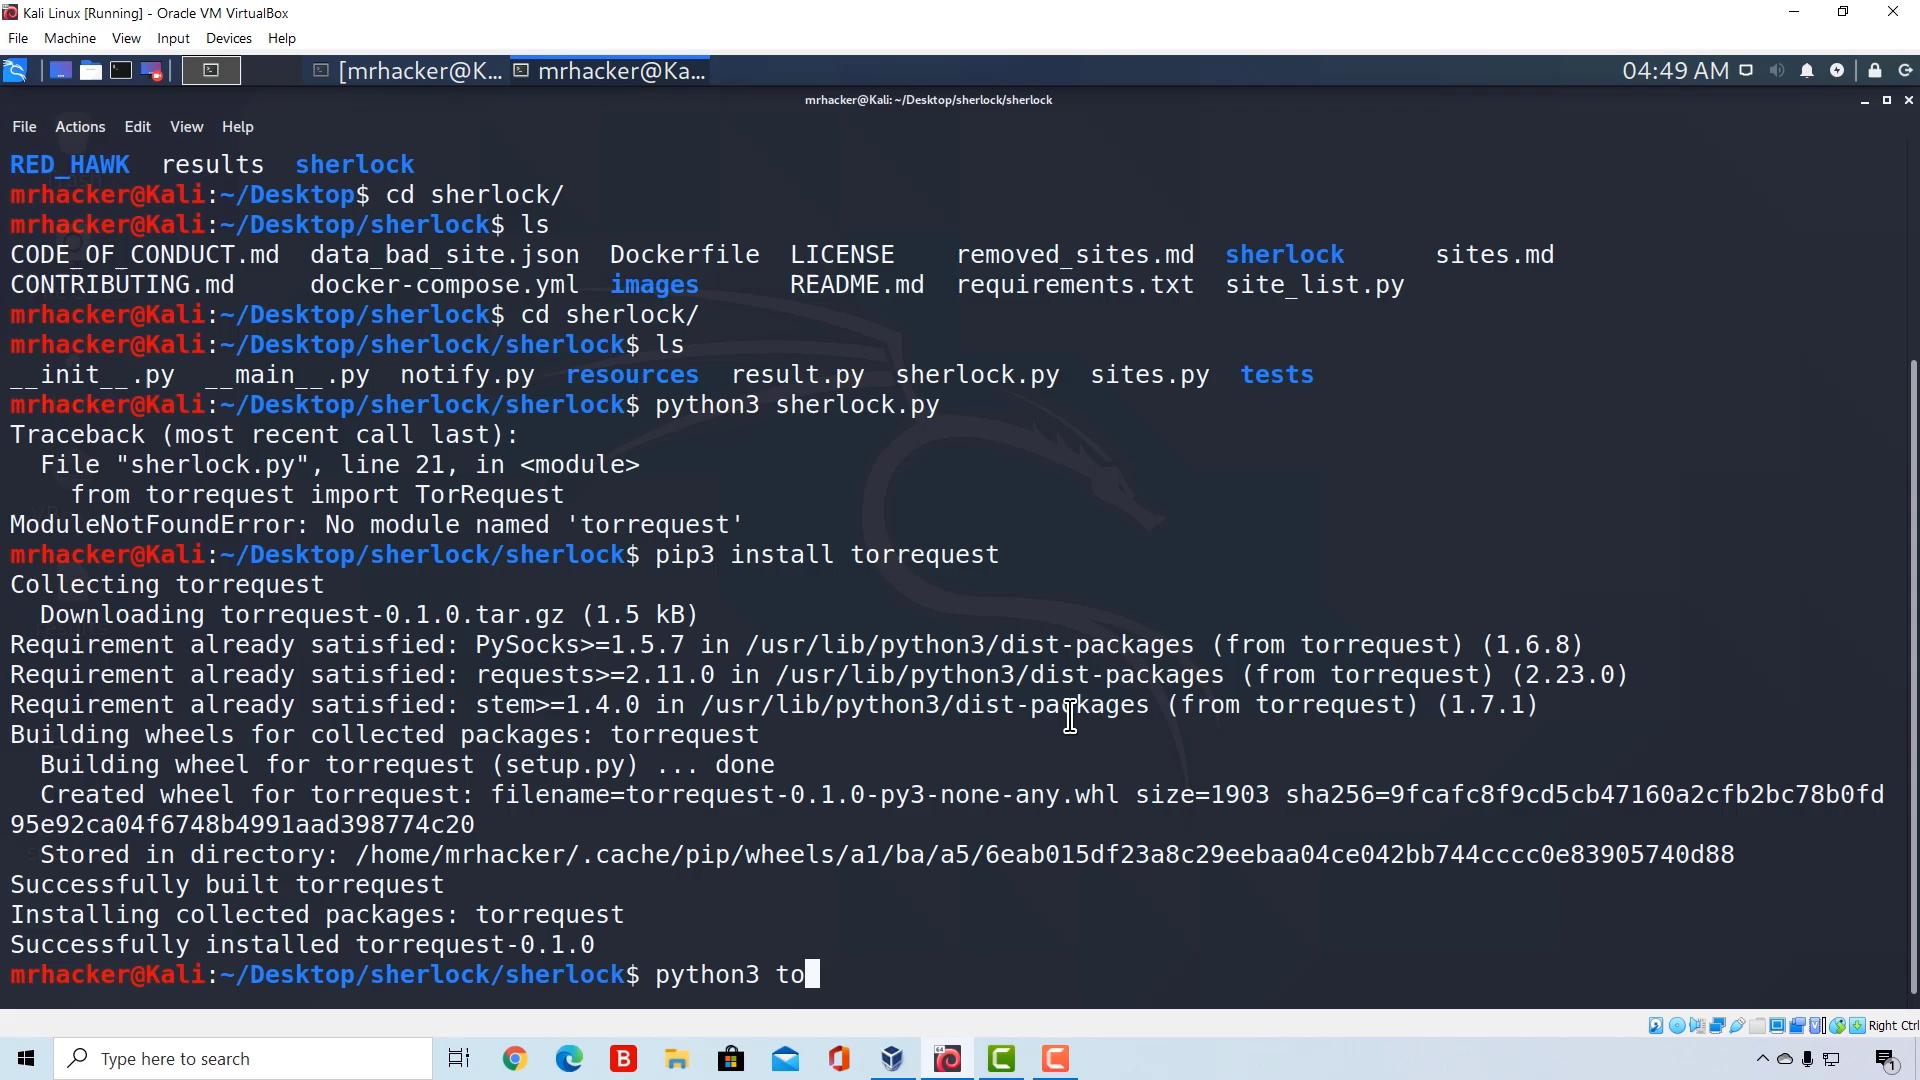 Kali Linux [Running] - Oracle VM VirtualBox
File Machine View Input Devices Help
[mrhacker@K... mrhacker@Ka... 04:49 AM
mrhacker@Kali: ~/Desktop/sherlock/sherlock
File Actions Edit View Help
RED_HAWK results sherlock
mrhacker@Kali:~/Desktop$ cd sherlock/
mrhacker@Kali:~/Desktop/sherlock$ ls
CODE_OF_CONDUCT.md data_bad_site.json Dockerfile LICENSE removed_sites.md sherlock sites.md
CONTRIBUTING.md docker-compose.yml images README.md requirements.txt site_list.py
mrhacker@Kali:~/Desktop/sherlock$ cd sherlock/
mrhacker@Kali:~/Desktop/sherlock/sherlock$ ls
__init__.py __main__.py notify.py resources result.py sherlock.py sites.py tests
mrhacker@Kali:~/Desktop/sherlock/sherlock$ python3 sherlock.py
Traceback (most recent call last):
File "sherlock.py", line 21, in <module>
from torrequest import TorRequest
ModuleNotFoundError: No module named 'torrequest'
mrhacker@Kali:~/Desktop/sherlock/sherlock$ pip3 install torrequest
Collecting torrequest
Downloading torrequest-0.1.0.tar.gz (1.5 kB)
Requirement already satisfied: PySocks>=1.5.7 in /usr/lib/python3/dist-packages (from torrequest) (1.6.8)
Requirement already satisfied: requests>=2.11.0 in /usr/lib/python3/dist-packages (from torrequest) (2.23.0)
Requirement already satisfied: stem>=1.4.0 in /usr/lib/python3/dist-packages (from torrequest) (1.7.1)
Building wheels for collected packages: torrequest
Building wheel for torrequest (setup.py) ... done
Created wheel for torrequest: filename=torrequest-0.1.0-py3-none-any.whl size=1903 sha256=9fcafc8f9cd5cb47160a2cfb2bc78b0fd
95e92ca04f6748b4991aad398774c20
Stored in directory: /home/mrhacker/.cache/pip/wheels/a1/ba/a5/6eab015df23a8c29eebaa04ce042bb744cccc0e83905740d88
Successfully built torrequest
Installing collected packages: torrequest
Successfully installed torrequest-0.1.0
mrhacker@Kali:~/Desktop/sherlock/sherlock$ python3 to
Right Ctrl
Type here to search
B
1